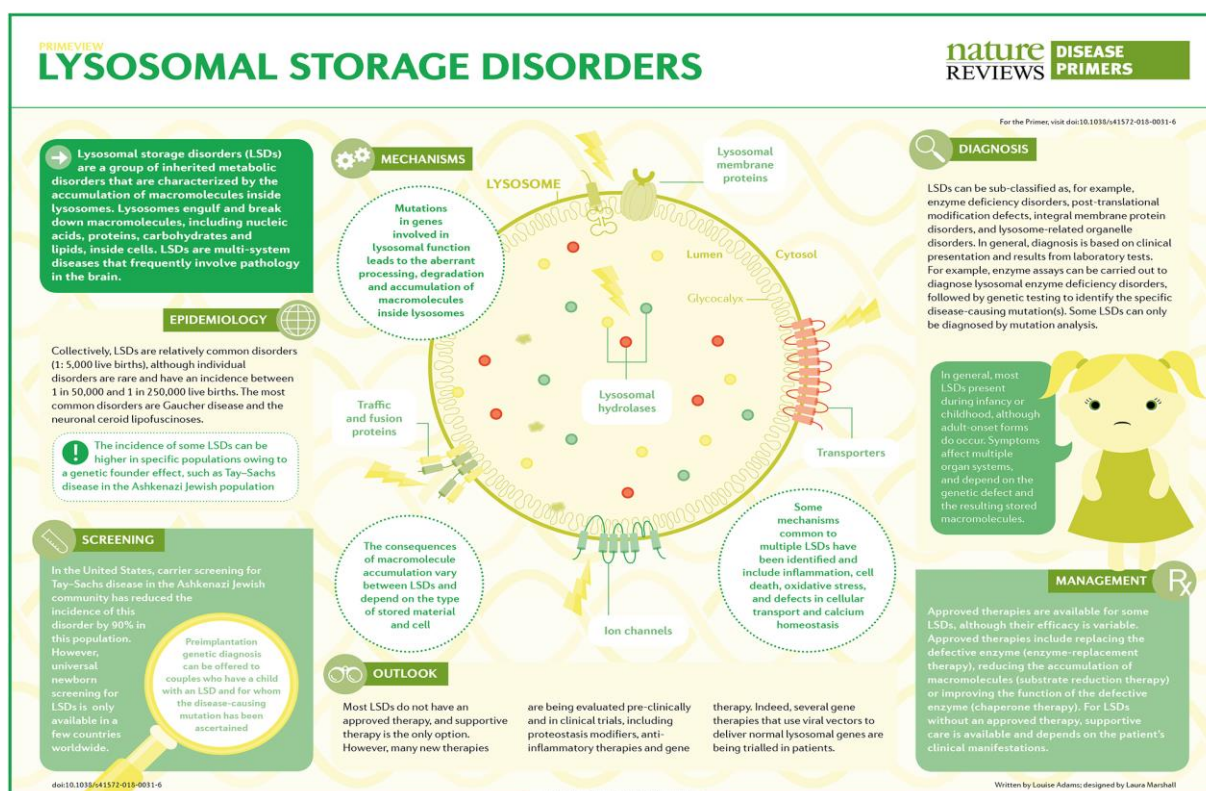 PRIMEVIEW
LYSOSOMAL STORAGE DISORDERS
nature
REVIEWS
DISEASE
PRIMERS
For the Primer, visit doi:10.1038/s41572-018-0031-6
Lysosomal storage disorders (LSDs)
are a group of inherited metabolic
disorders that are characterized by the
accumulation of macromolecules inside
lysosomes. Lysosomes engulf and break
down macromolecules, including nucleic
acids, proteins, carbohydrates and
lipids, inside cells. LSDs are multi-system
diseases that frequently involve pathology
in the brain.
EPIDEMIOLOGY
Collectively, LSDs are relatively common disorders
(1: 5,000 live births), although individual
disorders are rare and have an incidence between
1 in 50,000 and 1 in 250,000 live births. The most
common disorders are Gaucher disease and the
neuronal ceroid lipofuscinoses.
!
The incidence of some LSDs can be
higher in specific populations owing to
a genetic founder effect, such as Tay–Sachs
disease in the Ashkenazi Jewish population
SCREENING
In the United States, carrier screening for
Tay–Sachs disease in the Ashkenazi Jewish
community has reduced the
incidence of this
disorder by 90% in
this population.
However,
universal
newborn
screening for
LSDs is only
available in a
few countries
worldwide.
Preimplantation
genetic diagnosis
can be offered to
couples who have a child
with an LSD and for whom
the disease-causing
mutation has been
ascertained
MECHANISMS
Mutations
in genes
involved in
lysosomal function
leads to the aberrant
processing, degradation
and accumulation of
macromolecules
inside lysosomes
LYSOSOME
Lysosomal
membrane
proteins
Lumen
Cytosol
Glycocalyx
Lysosomal
hydrolases
Traffic
and fusion
proteins
Transporters
Ion channels
The consequences
of macromolecule
accumulation vary
between LSDs and
depend on the type
of stored material
and cell
Some
mechanisms
common to
multiple LSDs have
been identified and
include inflammation, cell
death, oxidative stress,
and defects in cellular
transport and calcium
homeostasis
OUTLOOK
Most LSDs do not have an
approved therapy, and supportive
therapy is the only option.
However, many new therapies
are being evaluated pre-clinically
and in clinical trials, including
proteostasis modifiers, anti-
inflammatory therapies and gene
therapy. Indeed, several gene
therapies that use viral vectors to
deliver normal lysosomal genes are
being trialled in patients.
DIAGNOSIS
LSDs can be sub-classified as, for example,
enzyme deficiency disorders, post-translational
modification defects, integral membrane protein
disorders, and lysosome-related organelle
disorders. In general, diagnosis is based on clinical
presentation and results from laboratory tests.
For example, enzyme assays can be carried out to
diagnose lysosomal enzyme deficiency disorders,
followed by genetic testing to identify the specific
disease-causing mutation(s). Some LSDs can only
be diagnosed by mutation analysis.
In general, most
LSDs present
during infancy or
childhood, although
adult-onset forms
do occur. Symptoms
affect multiple
organ systems,
and depend on the
genetic defect and
the resulting stored
macromolecules.
MANAGEMENT
Rx
Approved therapies are available for some
LSDs, although their efficacy is variable.
Approved therapies include replacing the
defective enzyme (enzyme-replacement
therapy), reducing the accumulation of
macromolecules (substrate reduction therapy)
or improving the function of the defective
enzyme (chaperone therapy). For LSDs
without an approved therapy, supportive
care is available and depends on the patient's
clinical manifestations.
doi:10.1038/s41572-018-0031-6
Written by Louise Adams; designed by Laura Marshall